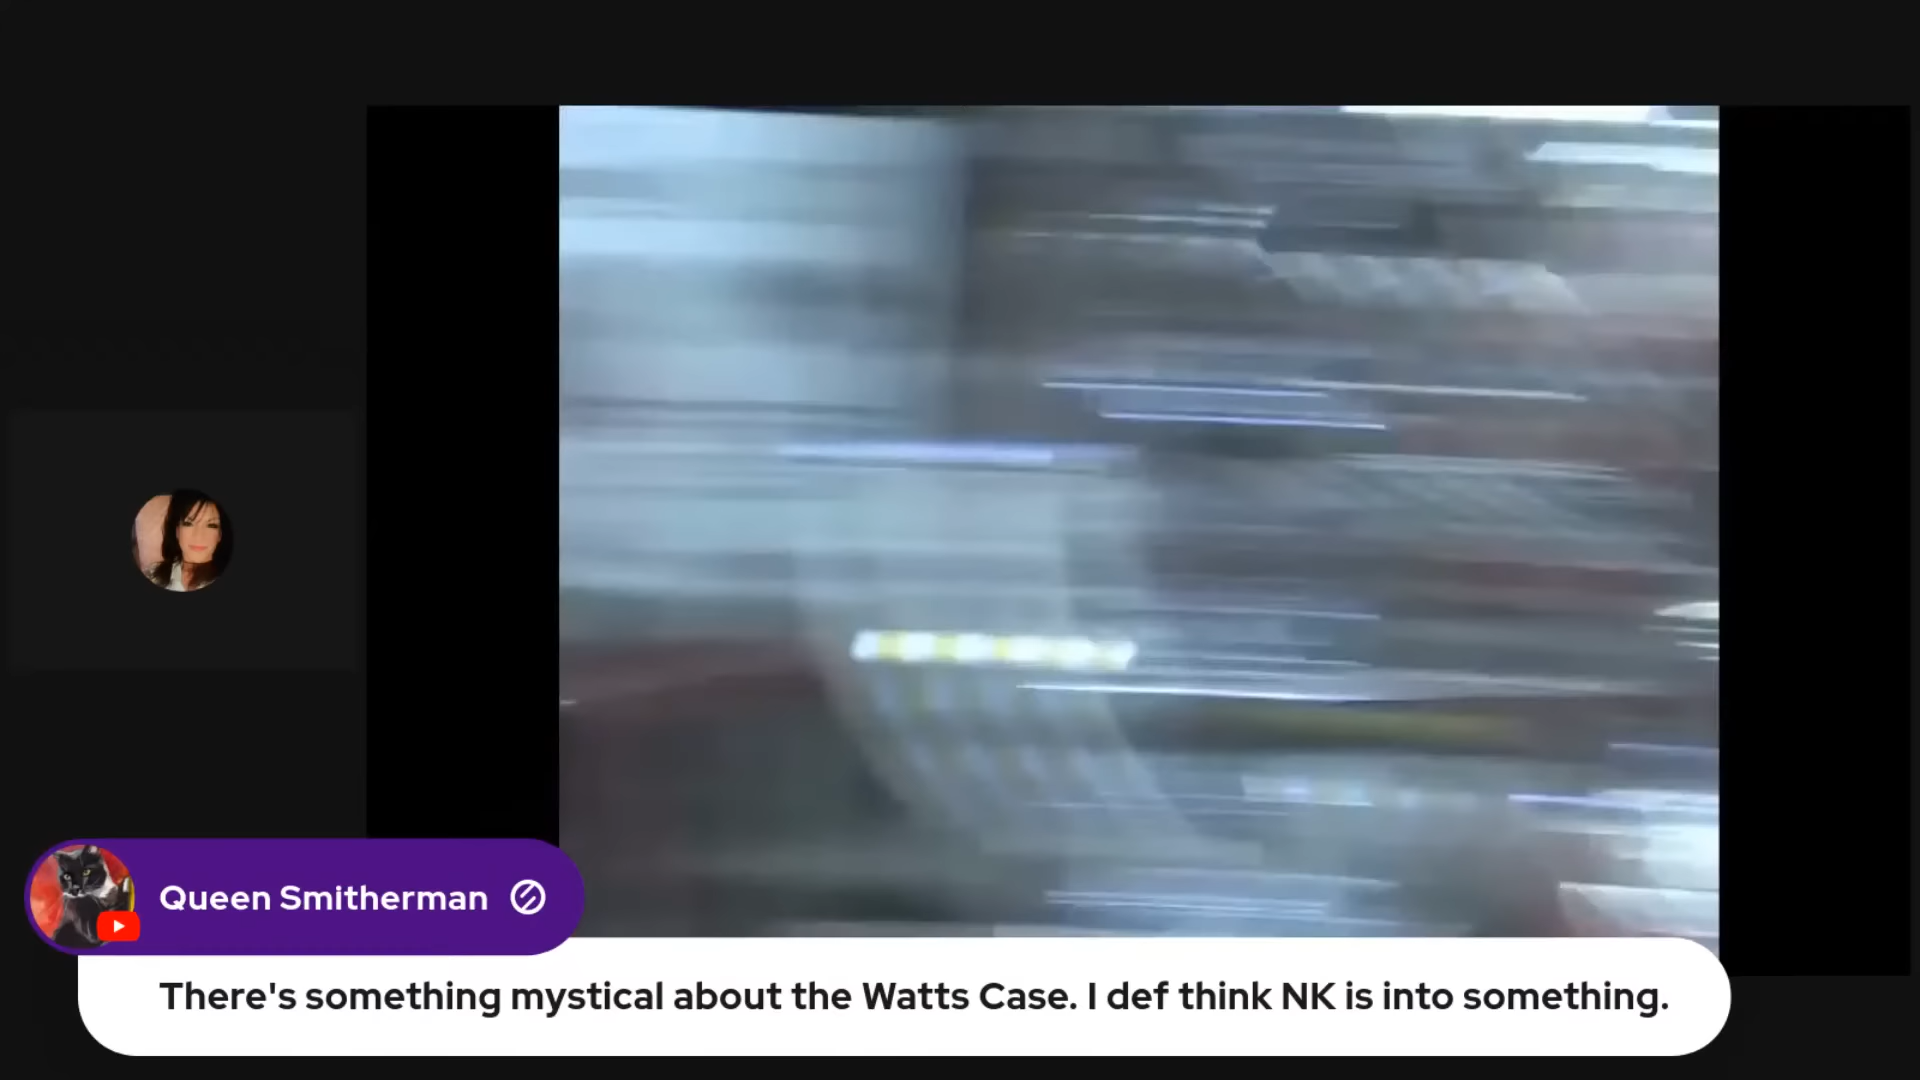 Queen Smitherman
There's something mystical about the Watts Case. I def think NK is into something.